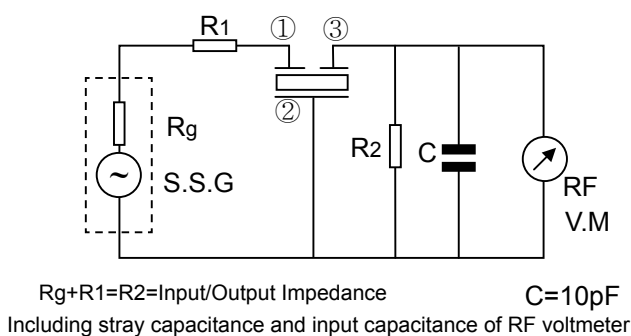 R1
①
③
②
Rg
~
S.S.G
R2
C
RF
V.M
Rg+R1=R2=Input/Output Impedance
C=10pF
Including stray capacitance and input capacitance of RF voltmeter